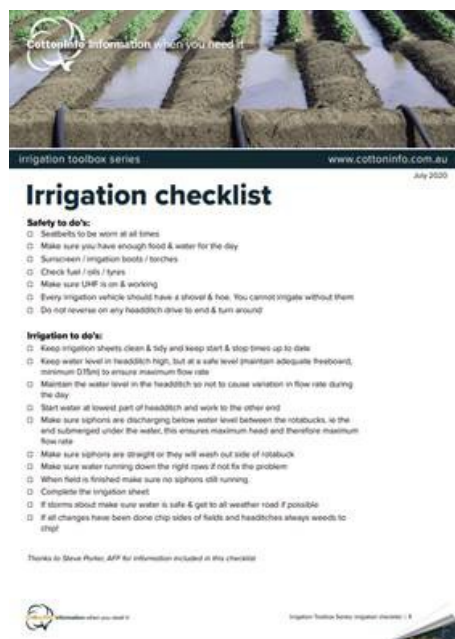 CottonInfo Information when you need it
irrigation toolbox series
www.cottoninfo.com.au
July 2020
Irrigation checklist
Safety to do's:
Seatbelts to be worn at all times
Make sure you have enough food & water for the day
Sunscreen / irrigation boots / torches
Check fuel / oils / tyres
Make sure UHF is on & working
Every irrigation vehicle should have a shovel & hoe. You cannot irrigate without them
Do not reverse on any headditch drive to end & turn around
Irrigation to do's:
Keep irrigation sheets clean & tidy and keep start & stop times up to date
Keep water level in headditch high, but at a safe level (maintain adequate freeboard,
minimum 0.15m) to ensure maximum flow rate
Maintain the water level in the headditch so not to cause variation in flow rate during
the day
Start water at lowest part of headditch and work to the other end
Make sure siphons are discharging below water level between the rotabucks, ie the
end submerged under the water, this ensures maximum head and therefore maximum
flow rate
Make sure siphons are straight or they will wash out side of rotabuck
Make sure water running down the right rows if not fix the problem
When field is finished make sure no siphons still running
Complete the irrigation sheet
If storms about make sure water is safe & get to all weather road if possible
If all changes have been done chip sides of fields and headitches always weeds to
chip!
Thanks to Steve Porter, AFF for information included in this checklist
information when you need it
Irrigation Toolbox Series: irrigation checklist | 1